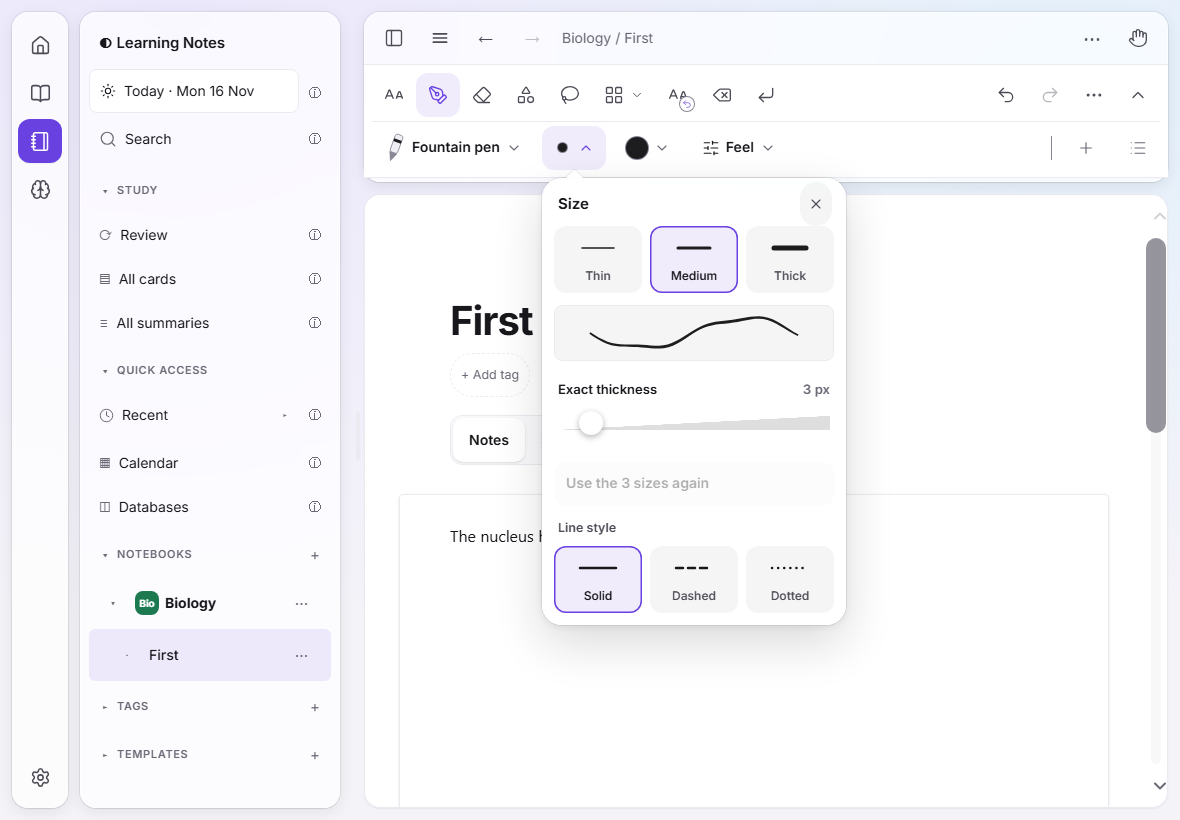 Learning Notes
Today · Mon 16 Nov
Search
STUDY
Review
All cards
All summaries
QUICK ACCESS
Recent
Calendar
Databases
NOTEBOOKS
Bio Biology
First
TAGS
TEMPLATES
Biology / First
AA
AA
Fountain pen
Feel
Size
Thin
Medium
Thick
Exact thickness
3 px
Use the 3 sizes again
Line style
Solid
Dashed
Dotted
First
+ Add tag
Notes
The nucleus